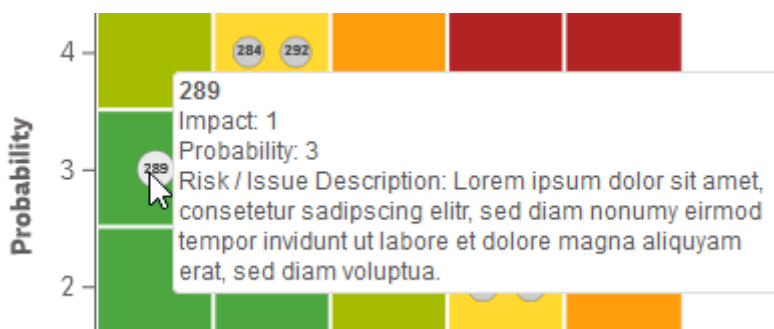 4
284 292
289
Impact: 1
Probability: 3
Risk / Issue Description: Lorem ipsum dolor sit amet,
consetetur sadipscing elitr, sed diam nonumy eirmod
tempor invidunt ut labore et dolore magna aliquyam
erat, sed diam voluptua.
Probability
3
289
2